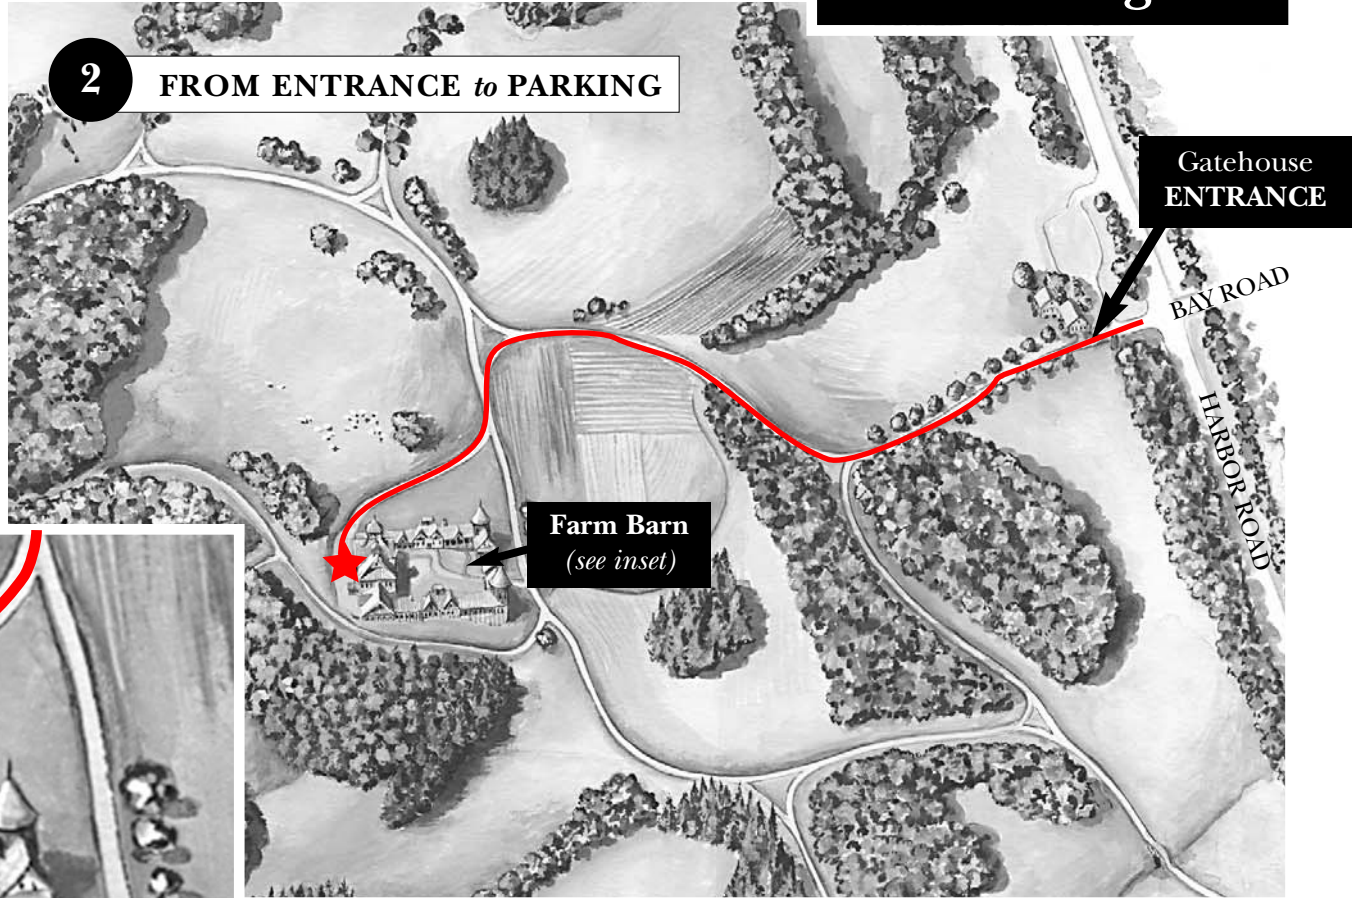 2
FROM ENTRANCE to PARKING
Gatehouse
ENTRANCE
BAY ROAD
HARBOR ROAD
Farm Barn
(see inset)